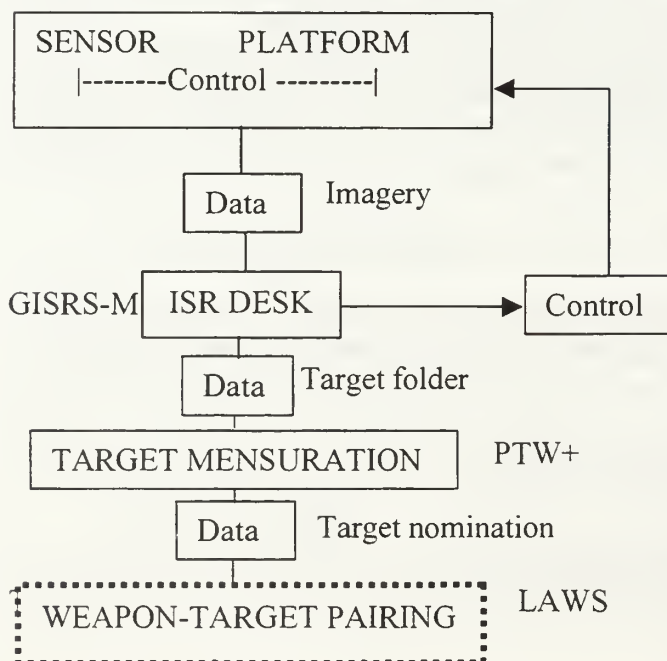 SENSOR PLATFORM
|--------Control ---------|
Data Imagery
GISRS-M ISR DESK Control
Data Target folder
TARGET MENSURATION PTW+
Data Target nomination
WEAPON-TARGET PAIRING LAWS